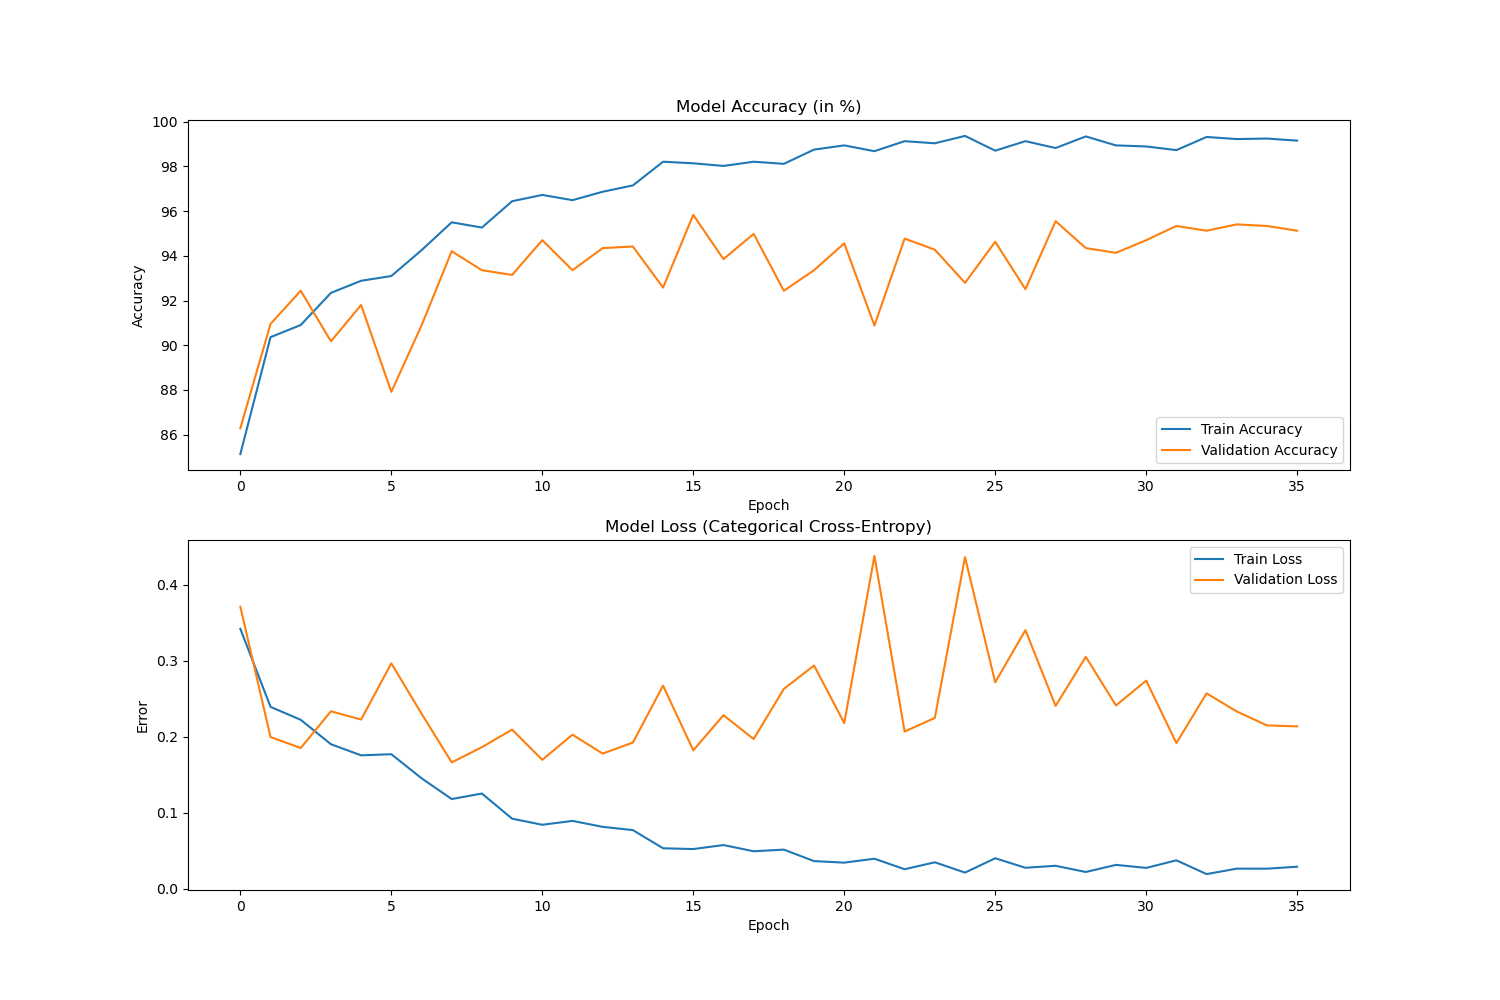 Model Accuracy (in %)
100
98
96
94
92
90
88
86
Accuracy
Train Accuracy
Validation Accuracy
0 5 10 15 20 25 30 35
Epoch
Model Loss (Categorical Cross-Entropy)
Train Loss
Validation Loss
0.4
0.3
0.2
0.1
0.0
Error
0 5 10 15 20 25 30 35
Epoch